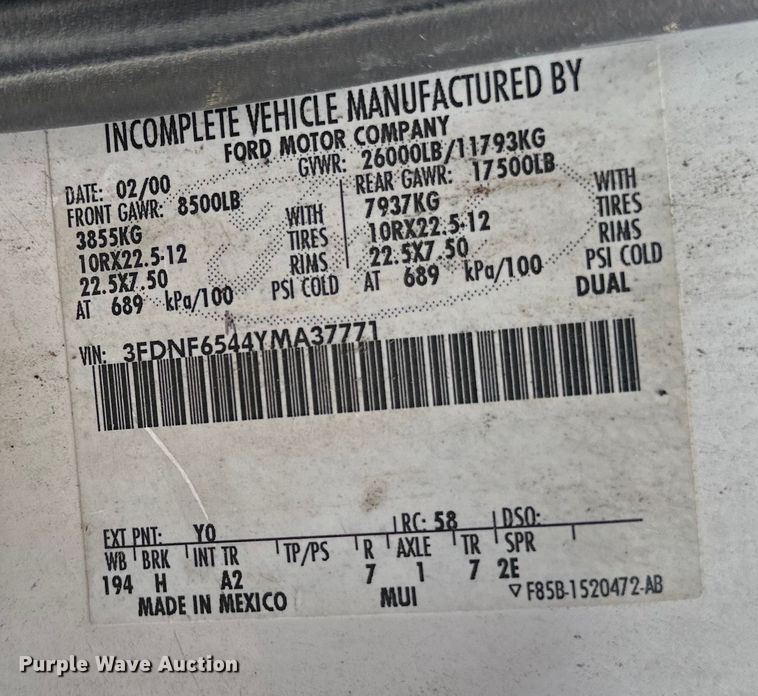 INCOMPLETE VEHICLE MANUFACTURED BY
FORD MOTOR COMPANY
DATE: 02/00 GVWR: 26000LB/11793KG
FRONT GAWR: 8500LB REAR GAWR: 17500LB
3855KG WITH 7937KG WITH
10RX22.5-12 TIRES 10RX22.5-12 TIRES
22.5X7.50 RIMS 22.5X7.50 RIMS
AT 689 kPa/100 PSI COLD AT 689 kPa/100 PSI COLD
DUAL
VIN: 3FDNF6544YMA37771
EXT PNT: YO RC: 58 DSO:
WB BRK INT TR TP/PS R AXLE TR SPR
194 H A2 7 1 7 2E
MADE IN MEXICO MUI ▽ F85B-1520472-AB
Purple Wave Auction